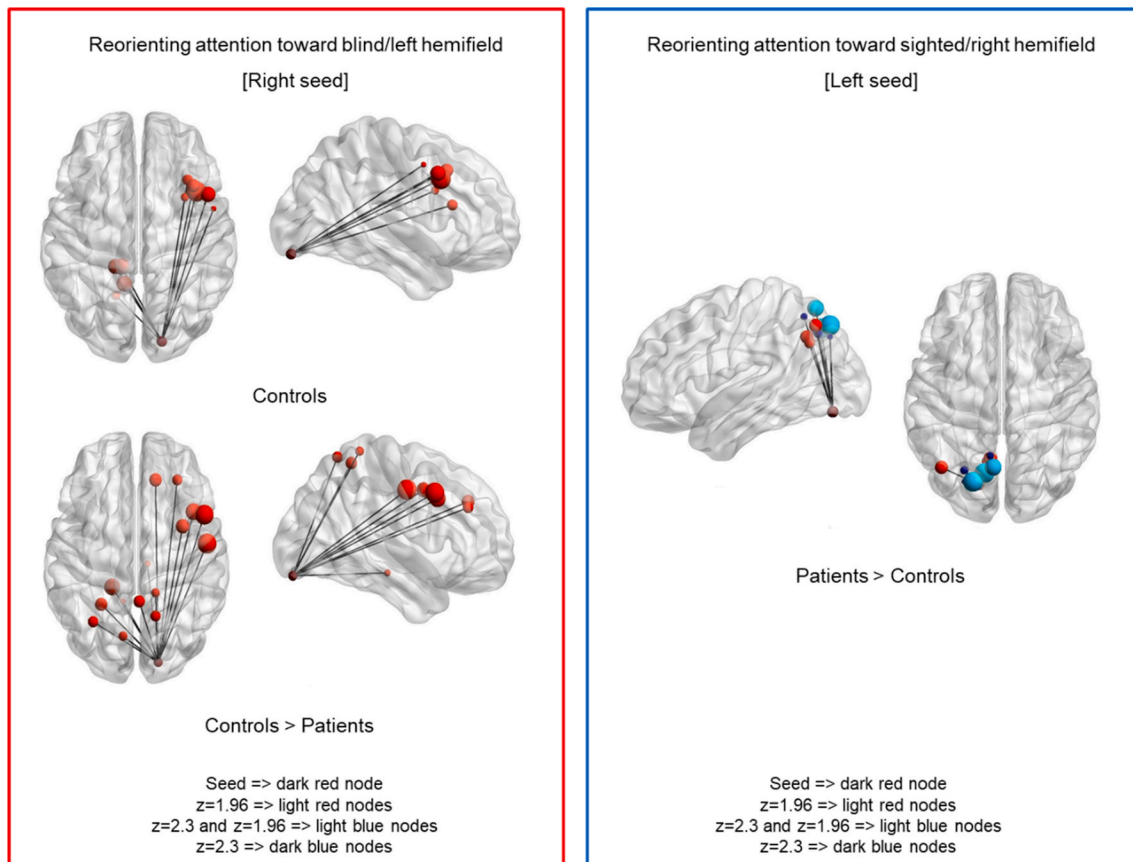 Reorienting attention toward blind/left hemifield
[Right seed]
Controls
Controls > Patients
Seed => dark red node
z=1.96 => light red nodes
z=2.3 and z=1.96 => light blue nodes
z=2.3 => dark blue nodes
Reorienting attention toward sighted/right hemifield
[Left seed]
Patients > Controls
Seed => dark red node
z=1.96 => light red nodes
z=2.3 and z=1.96 => light blue nodes
z=2.3 => dark blue nodes